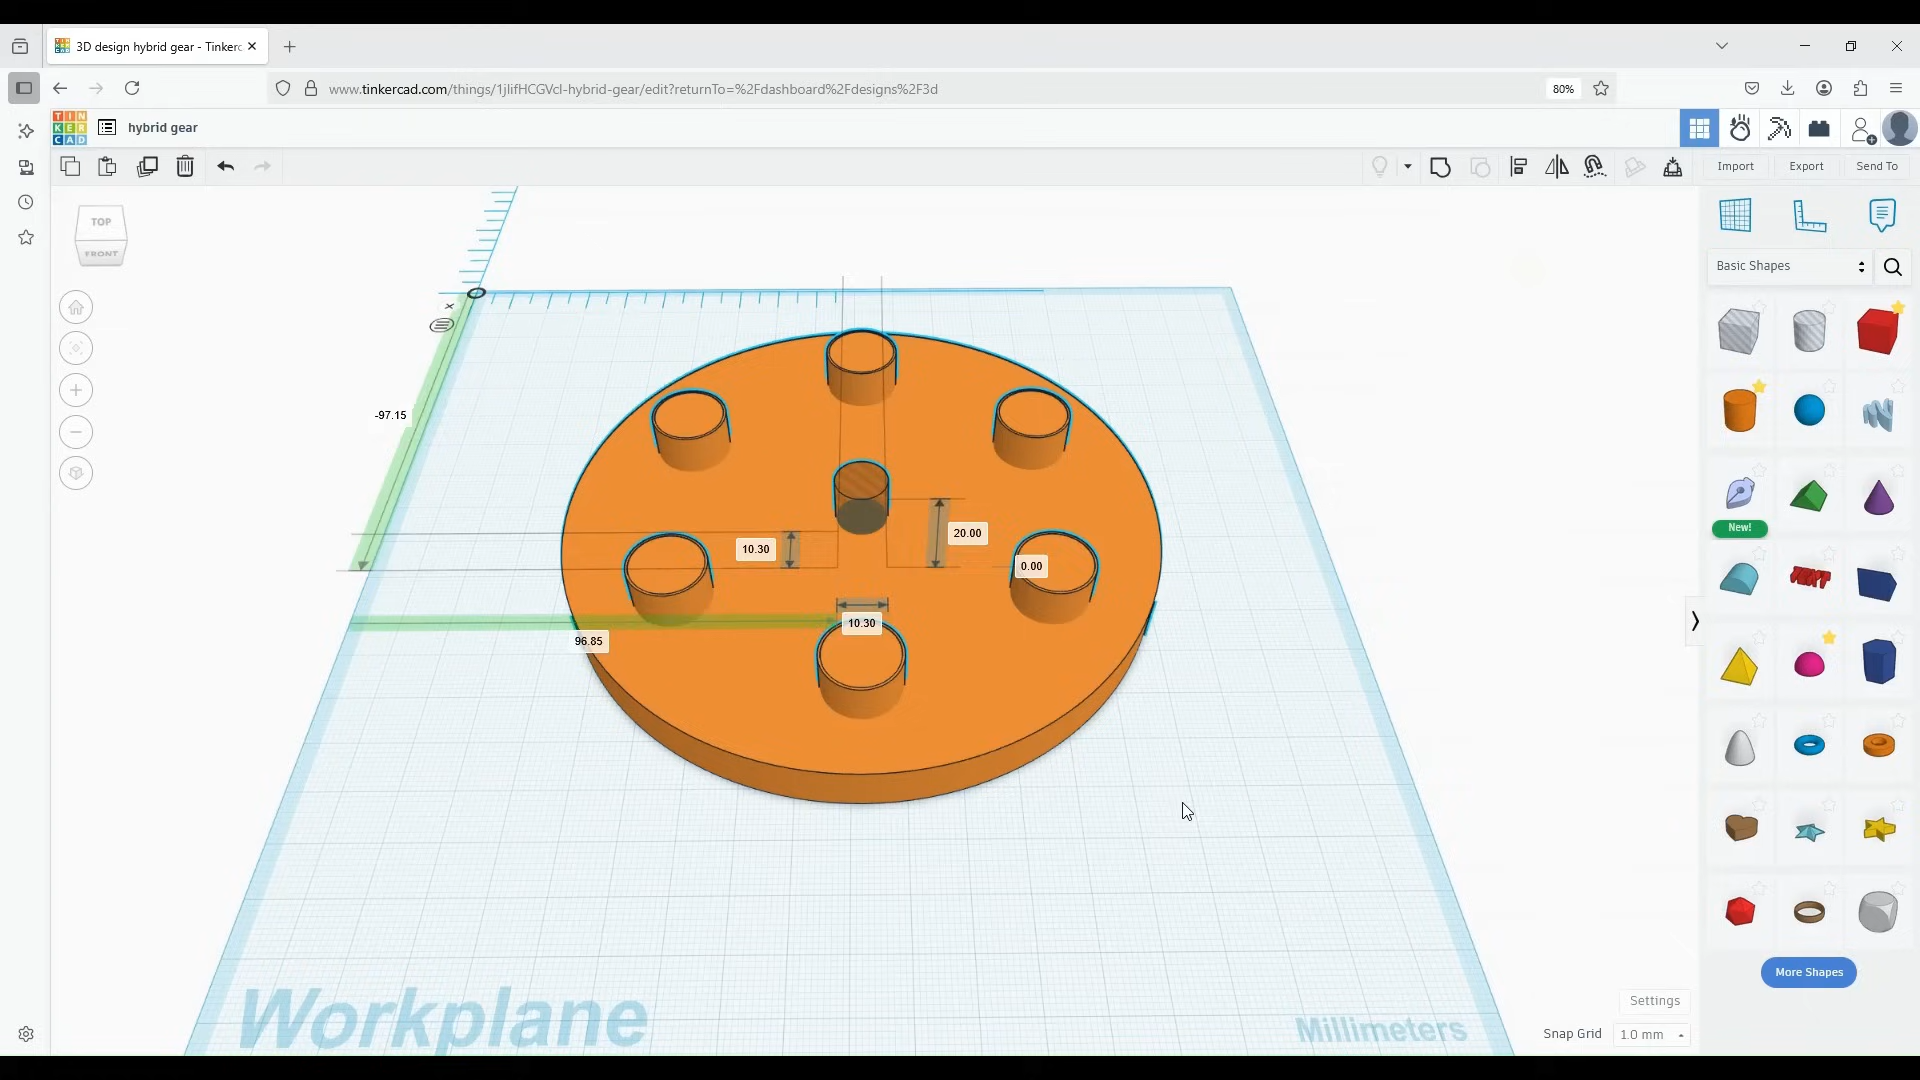 3D design hybrid gear - Tinkerc
www.tinkercad.com/things/1jlifHCGVcI-hybrid-gear/edit?returnTo=%2Fdashboard%2Fdesigns%2F3d
80%
TIN
KER
CAD
hybrid gear
Import
Export
Send To
TOP
FRONT
Basic Shapes
-97.15
20.00
10.30
0.00
10.30
96.85
New!
More Shapes
Workplane
Millimeters
Settings
Snap Grid
1.0 mm